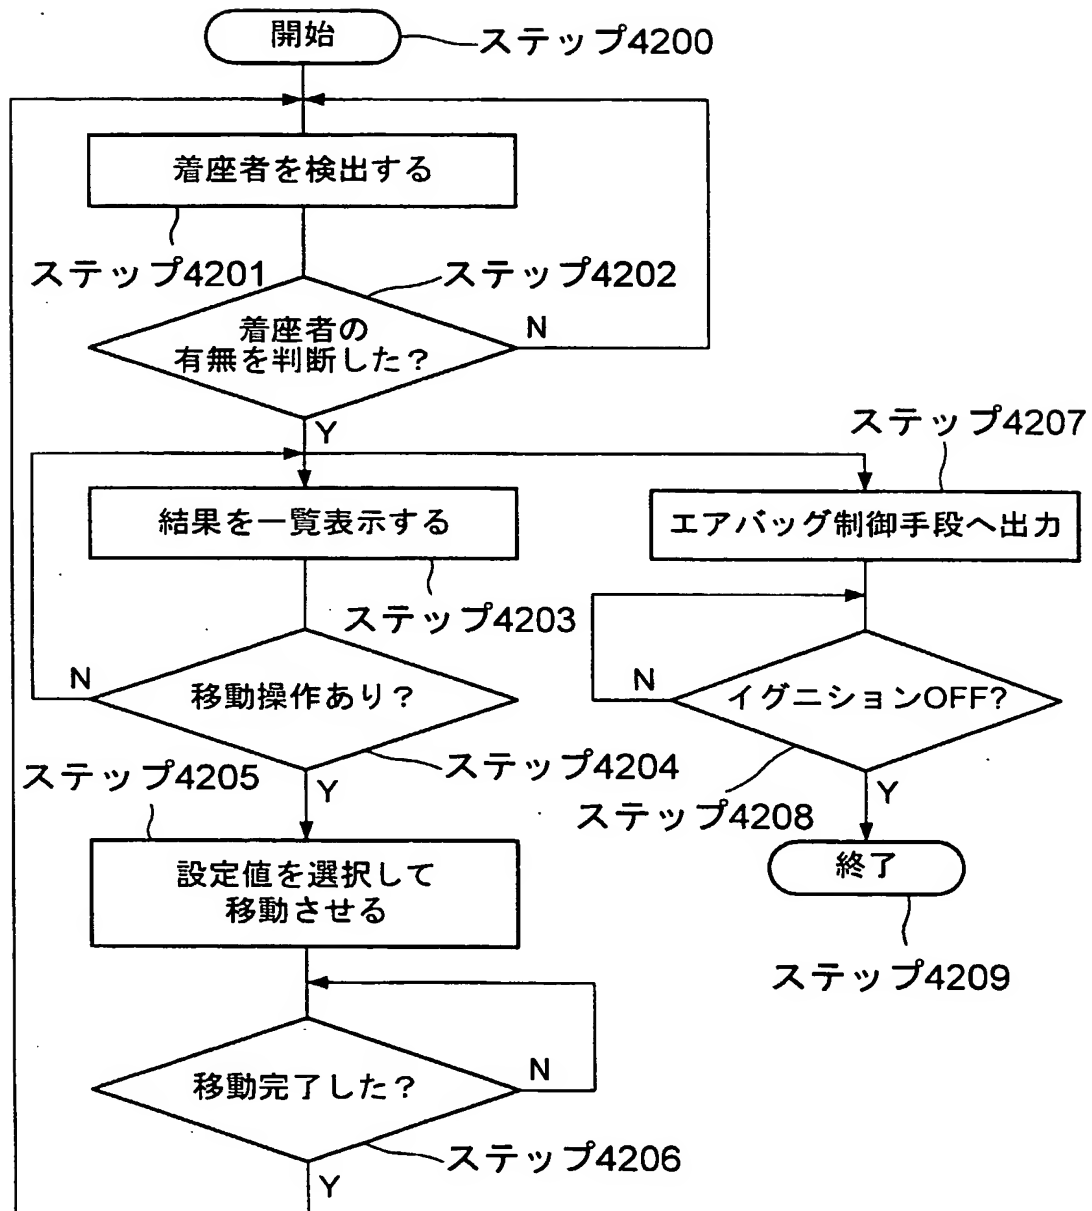 開始
ステップ4200
着座者を検出する
ステップ4201
ステップ4202
着座者の
有無を判断した？
N
Y
ステップ4207
結果を一覧表示する
エアバッグ制御手段へ出力
ステップ4203
移動操作あり？
N
イグニションOFF?
N
ステップ4205
ステップ4204
Y
ステップ4208
Y
設定値を選択して
移動させる
終了
ステップ4209
移動完了した？
N
ステップ4206
Y